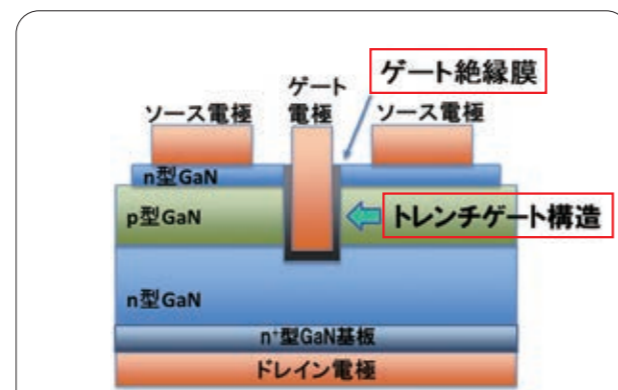 ゲート絶縁膜
ゲート
電極
ソース電極
ソース電極
n型GaN
p型GaN
トレンチゲート構造
n型GaN
n⁺型GaN基板
ドレイン電極